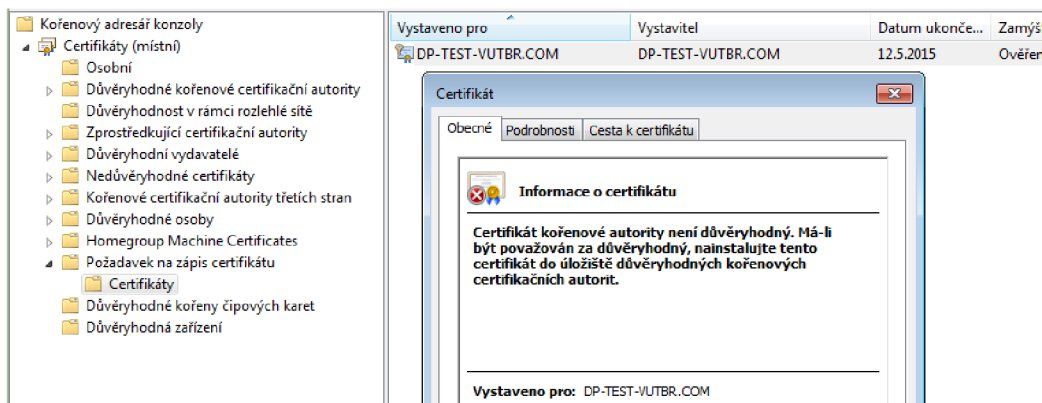 Kořenový adresář konzoly
Certifikáty (místní)
Osobní
Důvěryhodné kořenové certifikační autority
Důvěryhodnost v rámci rozlehlé sítě
Zprostředkující certifikační autority
Důvěryhodní vydavatelé
Nedůvěryhodné certifikáty
Kořenové certifikační autority třetích stran
Důvěryhodné osoby
Homegroup Machine Certificates
Požadavek na zápis certifikátu
Certifikáty
Důvěryhodné kořeny čipových karet
Důvěryhodná zařízení
Vystaveno pro Vystavitel Datum ukonče... Zamýš
DP-TEST-VUTBR.COM DP-TEST-VUTBR.COM 12.5.2015 Ověřen
Certifikát
Obecné Podrobnosti Cesta k certifikátu
Informace o certifikátu
Certifikát kořenové autority není důvěryhodný. Má-li
být považován za důvěryhodný, nainstalujte tento
certifikát do úložiště důvěryhodných kořenových
certifikačních autorit.
Vystaveno pro: DP-TEST-VUTBR.COM